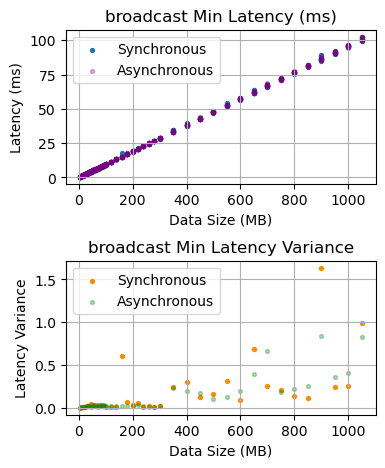 broadcast Min Latency (ms)
Latency (ms)
100
75
50
25
0
Synchronous
Asynchronous
0 200 400 600 800 1000
Data Size (MB)
broadcast Min Latency Variance
Latency Variance
1.5
1.0
0.5
0.0
Synchronous
Asynchronous
0 200 400 600 800 1000
Data Size (MB)